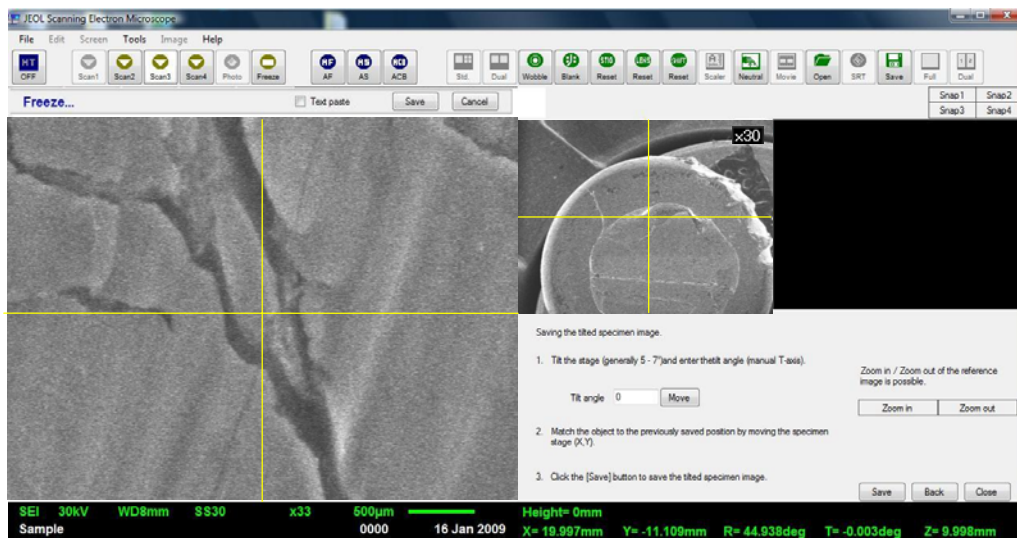 JEOL Scanning Electron Microscope
File Edit Screen Tools Image Help
HT AF AS ACB STIG LENS SHIFT
OFF Scan1 Scan2 Scan3 Scan4 Photo Freeze AF AS ACB Std. Dual Wobble Blank Reset Reset Reset Scaler Neutral Movie Open SRT Save Full Dual
Freeze... Text paste Save Cancel
Snap1 Snap2
Snap3 Snap4
x30
Saving the tilted specimen image.
1. Tilt the stage (generally 5 - 7°)and enter thetilt angle (manual T-axis).
Zoom in / Zoom out of the reference
image is possible.
Tilt angle 0 Move
Zoom in Zoom out
2. Match the object to the previously saved position by moving the specimen
stage (X,Y).
3. Click the [Save] button to save the tilted specimen image.
Save Back Close
SEI 30kV WD8mm SS30 x33 500µm Height= 0mm
Sample 0000 16 Jan 2009 X= 19.997mm Y= -11.109mm R= 44.938deg T= -0.003deg Z= 9.998mm